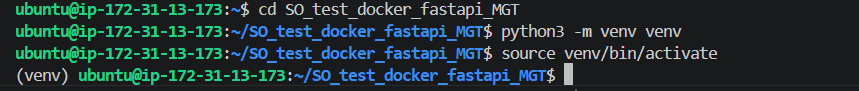 ubuntu@ip-172-31-13-173:~$ cd SO_test_docker_fastapi_MGT
ubuntu@ip-172-31-13-173:~/SO_test_docker_fastapi_MGT$ python3 -m venv venv
ubuntu@ip-172-31-13-173:~/SO_test_docker_fastapi_MGT$ source venv/bin/activate
(venv) ubuntu@ip-172-31-13-173:~/SO_test_docker_fastapi_MGT$